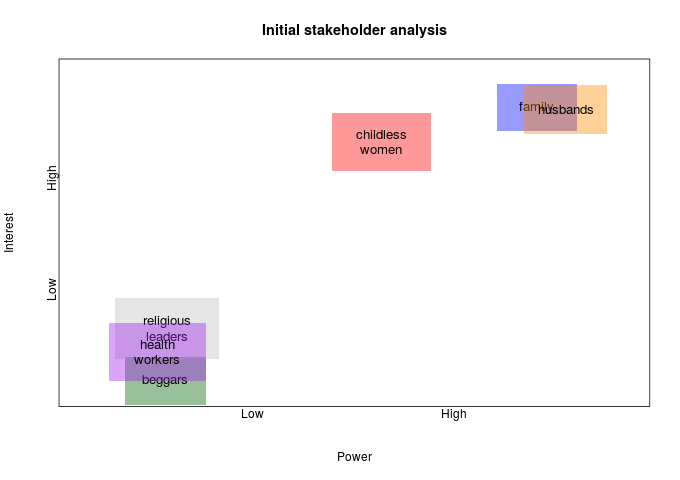 Initial stakeholder analysis
family
husbands
childless
women
High
Interest
Low
religious
leaders
health
workers
beggars
Low
High
Power